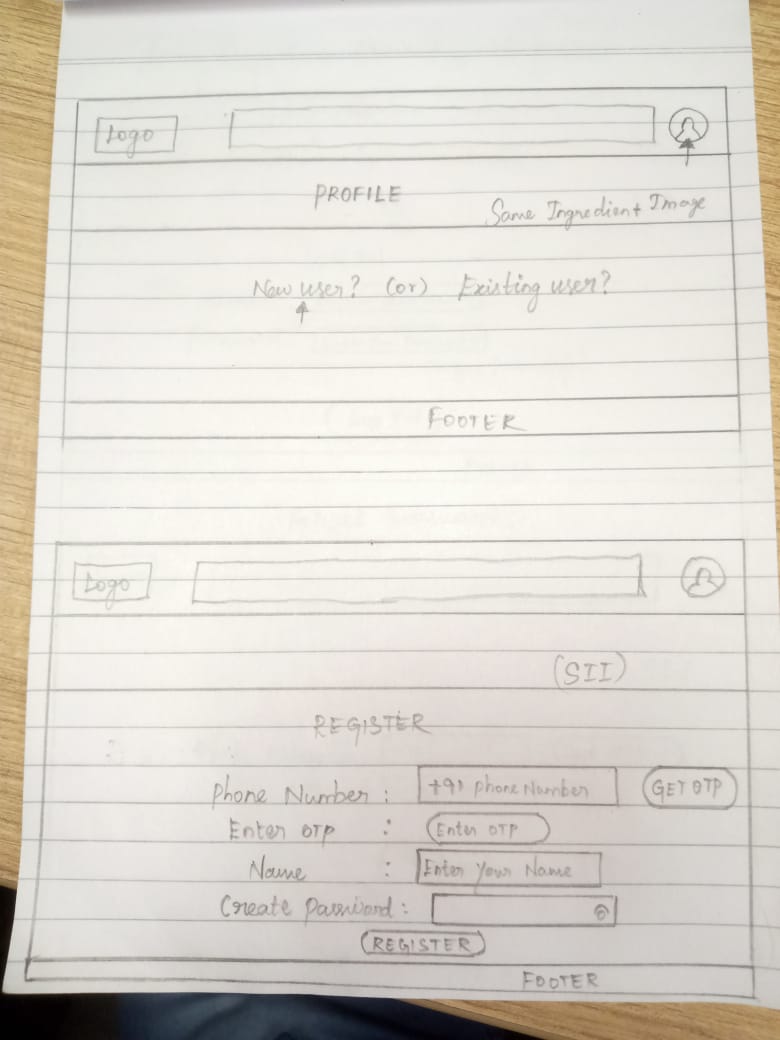 Logo
PROFILE
Same Ingredient Image
New user? (or) Existing user?
FOOTER
Logo
(SII)
REGISTER
Phone Number : +91 Phone Number GET OTP
Enter OTP : Enter OTP
Name : Enter Your Name
Create Password :
REGISTER
FOOTER